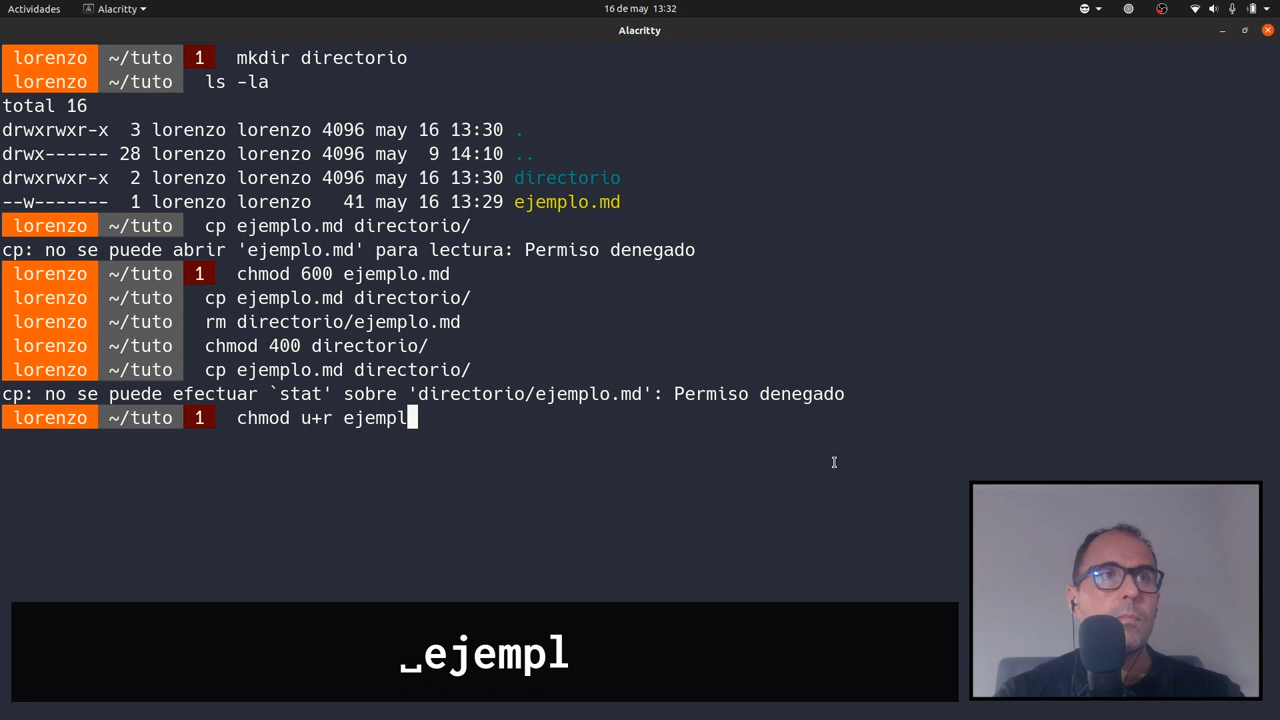 Actividades Alacritty 16 de may 13:32
Alacritty
lorenzo ~/tuto 1 mkdir directorio
lorenzo ~/tuto ls -la
total 16
drwxrwxr-x 3 lorenzo lorenzo 4096 may 16 13:30 .
drwx------ 28 lorenzo lorenzo 4096 may 9 14:10 ..
drwxrwxr-x 2 lorenzo lorenzo 4096 may 16 13:30 directorio
--w------- 1 lorenzo lorenzo 41 may 16 13:29 ejemplo.md
lorenzo ~/tuto cp ejemplo.md directorio/
cp: no se puede abrir 'ejemplo.md' para lectura: Permiso denegado
lorenzo ~/tuto 1 chmod 600 ejemplo.md
lorenzo ~/tuto cp ejemplo.md directorio/
lorenzo ~/tuto rm directorio/ejemplo.md
lorenzo ~/tuto chmod 400 directorio/
lorenzo ~/tuto cp ejemplo.md directorio/
cp: no se puede efectuar `stat' sobre 'directorio/ejemplo.md': Permiso denegado
lorenzo ~/tuto 1 chmod u+r ejempl
␣ejempl